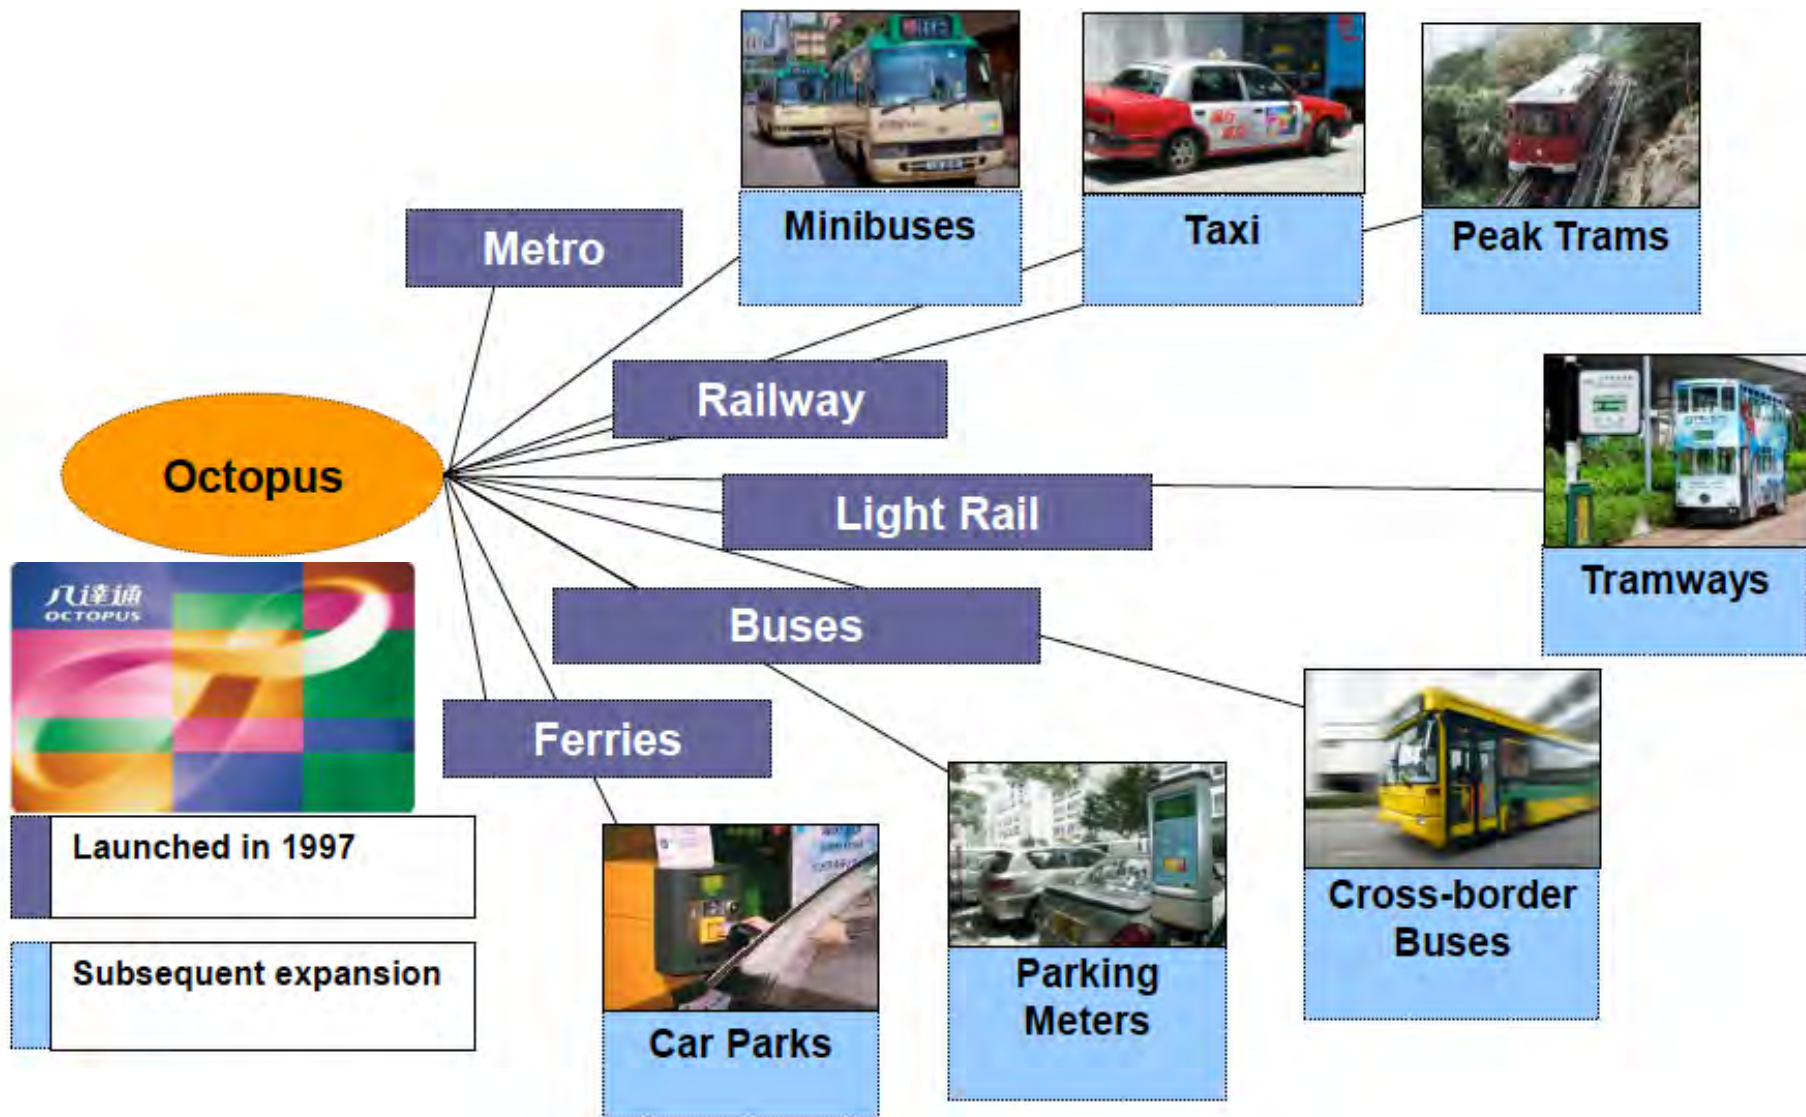 Minibuses
Taxi
Peak Trams
Metro
Railway
Octopus
Light Rail
Tramways
八達通
OCTOPUS
Buses
Ferries
Launched in 1997
Subsequent expansion
Cross-border
Buses
Parking
Meters
Car Parks